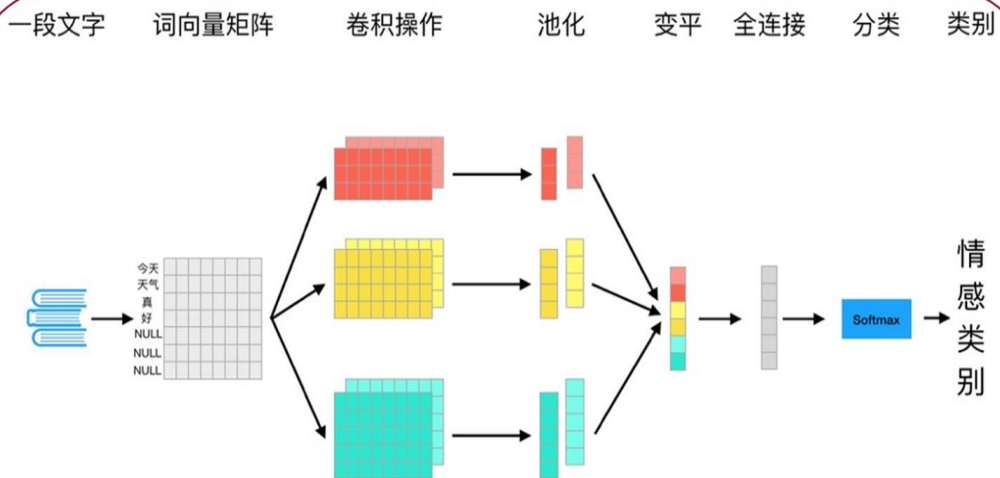 一段文字 词向量矩阵 卷积操作 池化 变平 全连接 分类 类别
今天
天气
真
好
NULL
NULL
NULL
Softmax
情
感
类
别